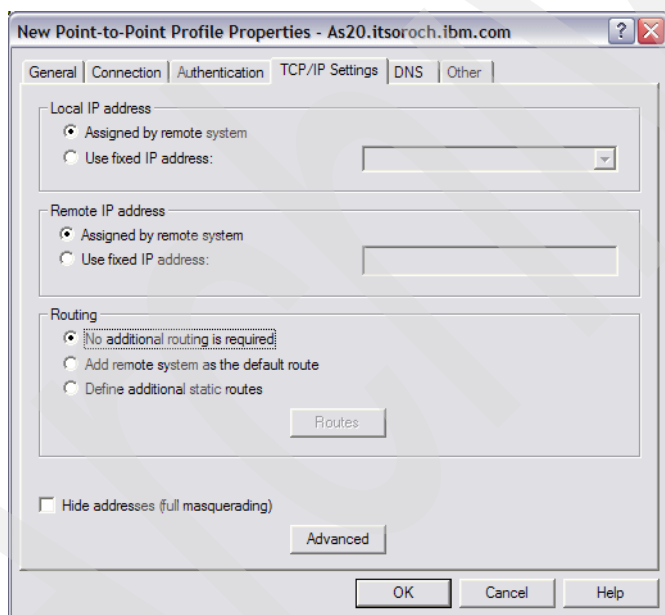 New Point-to-Point Profile Properties - As20.itsoroch.ibm.com
General Connection Authentication TCP/IP Settings DNS Other
Local IP address
Assigned by remote system
Use fixed IP address:
Remote IP address
Assigned by remote system
Use fixed IP address:
Routing
No additional routing is required
Add remote system as the default route
Define additional static routes
Routes
Hide addresses (full masquerading)
Advanced
OK Cancel Help